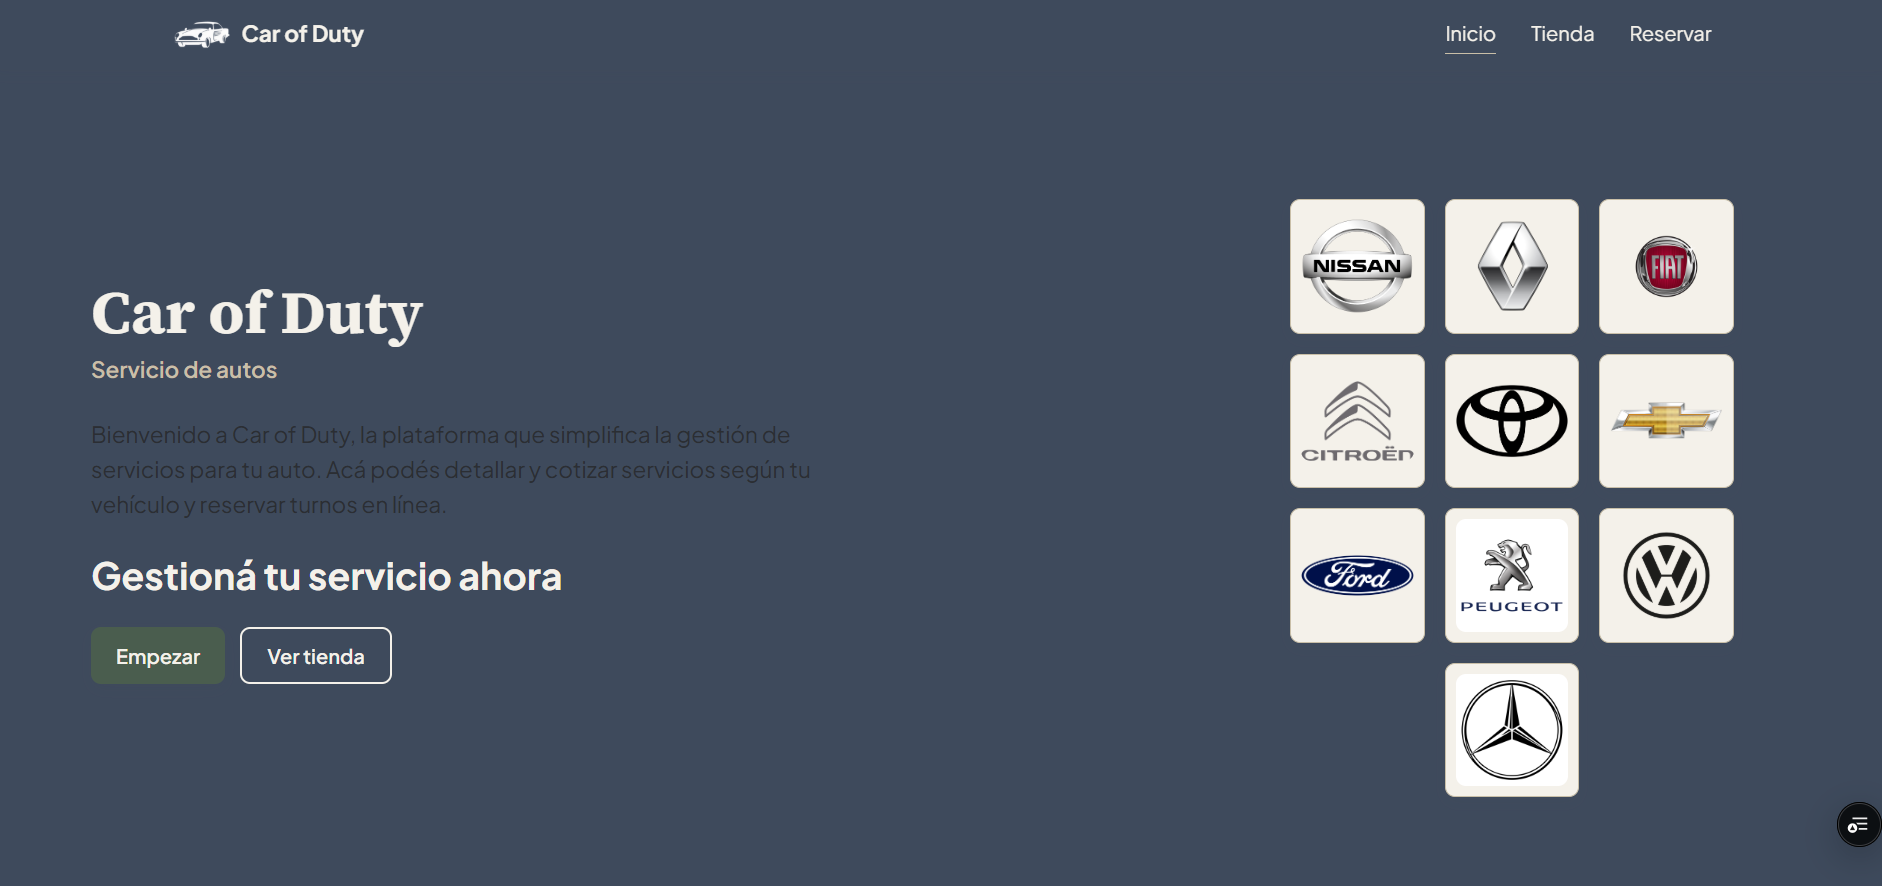 Car of Duty
Inicio
Tienda
Reservar
Car of Duty
Servicio de autos
Bienvenido a Car of Duty, la plataforma que simplifica la gestión de
servicios para tu auto. Acá podés detallar y cotizar servicios según tu
vehículo y reservar turnos en línea.
Gestioná tu servicio ahora
Empezar
Ver tienda
NISSAN
FIAT
CITROËN
Ford
PEUGEOT